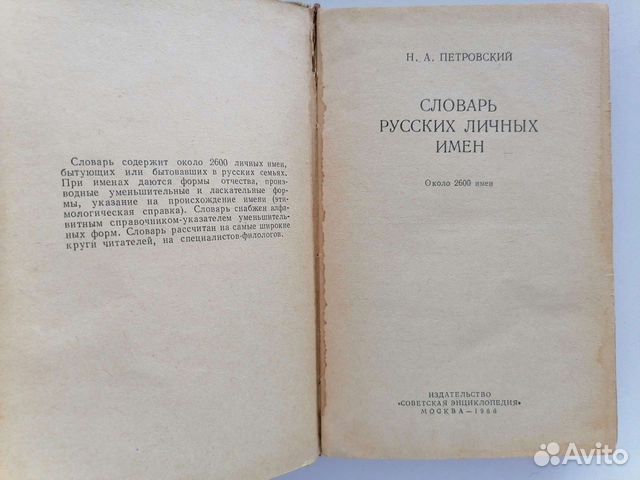 Словарь содержит около 2600 личных имен,
бытующих или бытовавших в русских семьях.
При именах даются формы отчества, произ-
водные уменьшительные и ласкательные фор-
мы, указание на происхождение имени (эти-
мологическая справка). Словарь снабжен алфа-
витным справочником-указателем уменьшитель-
ных форм. Словарь рассчитан на самые широкие
круги читателей, на специалистов-филологов.
Н. А. ПЕТРОВСКИЙ
СЛОВАРЬ
РУССКИХ ЛИЧНЫХ
ИМЕН
Около 2600 имен
ИЗДАТЕЛЬСТВО
«СОВЕТСКАЯ ЭНЦИКЛОПЕДИЯ»
МОСКВА—1966
Avito